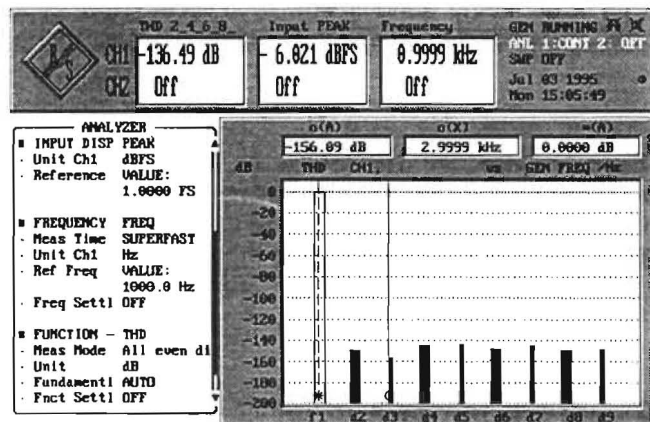 THD 2_4_6_8_ Input PEAK Frequency
CH1 -136.49 dB - 6.021 dBFS 0.9999 kHz
CH2 Off Off Off
GEN RUNNING
ANL 1:CONT 2: OFF
SWP OFF
Jul 03 1995
Mon 15:05:49
ANALYZER
INPUT DISP PEAK
Unit Ch1 dBFS
Reference VALUE:
1.0000 FS
FREQUENCY FREQ
Meas Time SUPERFAST
Unit Ch1 Hz
Ref Freq VALUE:
1000.0 Hz
Freq Settl OFF
FUNCTION - THD
Meas Mode All even di
Unit dB
Fundamentl AUTO
Fnct Settl OFF
o(A) o(X) *(A)
-156.09 dB 2.9999 kHz 0.0000 dB
dB THD CH1, vs GEN FREQ /Hz
0
-20
-40
-60
-80
-100
-120
-140
-160
-180
-200
f1 d2 d3 d4 d5 d6 d7 d8 d9